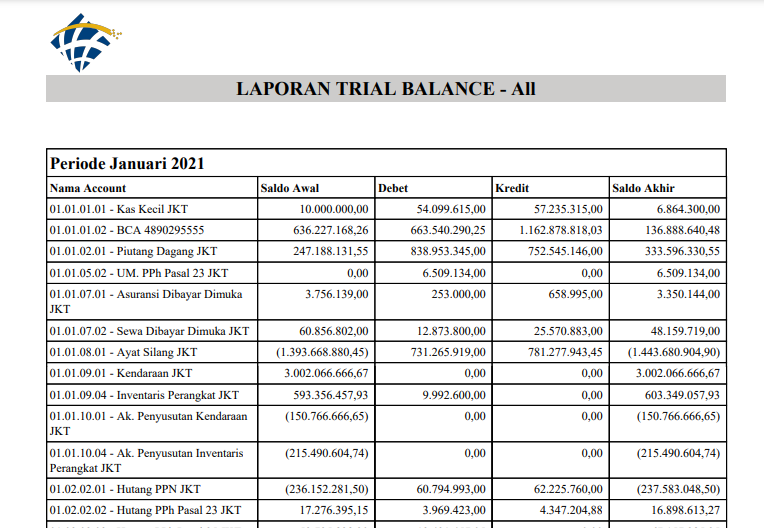 LAPORAN TRIAL BALANCE - All
Periode Januari 2021
Nama Account Saldo Awal Debet Kredit Saldo Akhir
01.01.01.01 - Kas Kecil JKT 10.000.000,00 54.099.615,00 57.235.315,00 6.864.300,00
01.01.01.02 - BCA 4890295555 636.227.168,26 663.540.290,25 1.162.878.818,03 136.888.640,48
01.01.02.01 - Piutang Dagang JKT 247.188.131,55 838.953.345,00 752.545.146,00 333.596.330,55
01.01.05.02 - UM. PPh Pasal 23 JKT 0,00 6.509.134,00 0,00 6.509.134,00
01.01.07.01 - Asuransi Dibayar Dimuka 3.756.139,00 253.000,00 658.995,00 3.350.144,00
JKT
01.01.07.02 - Sewa Dibayar Dimuka JKT 60.856.802,00 12.873.800,00 25.570.883,00 48.159.719,00
01.01.08.01 - Ayat Silang JKT (1.393.668.880,45) 731.265.919,00 781.277.943,45 (1.443.680.904,90)
01.01.09.01 - Kendaraan JKT 3.002.066.666,67 0,00 0,00 3.002.066.666,67
01.01.09.04 - Inventaris Perangkat JKT 593.356.457,93 9.992.600,00 0,00 603.349.057,93
01.01.10.01 - Ak. Penyusutan Kendaraan (150.766.666,65) 0,00 0,00 (150.766.666,65)
JKT
01.01.10.04 - Ak. Penyusutan Inventaris (215.490.604,74) 0,00 0,00 (215.490.604,74)
Perangkat JKT
01.02.02.01 - Hutang PPN JKT (236.152.281,50) 60.794.993,00 62.225.760,00 (237.583.048,50)
01.02.02.02 - Hutang PPh Pasal 23 JKT 17.276.395,15 3.969.423,00 4.347.204,88 16.898.613,27